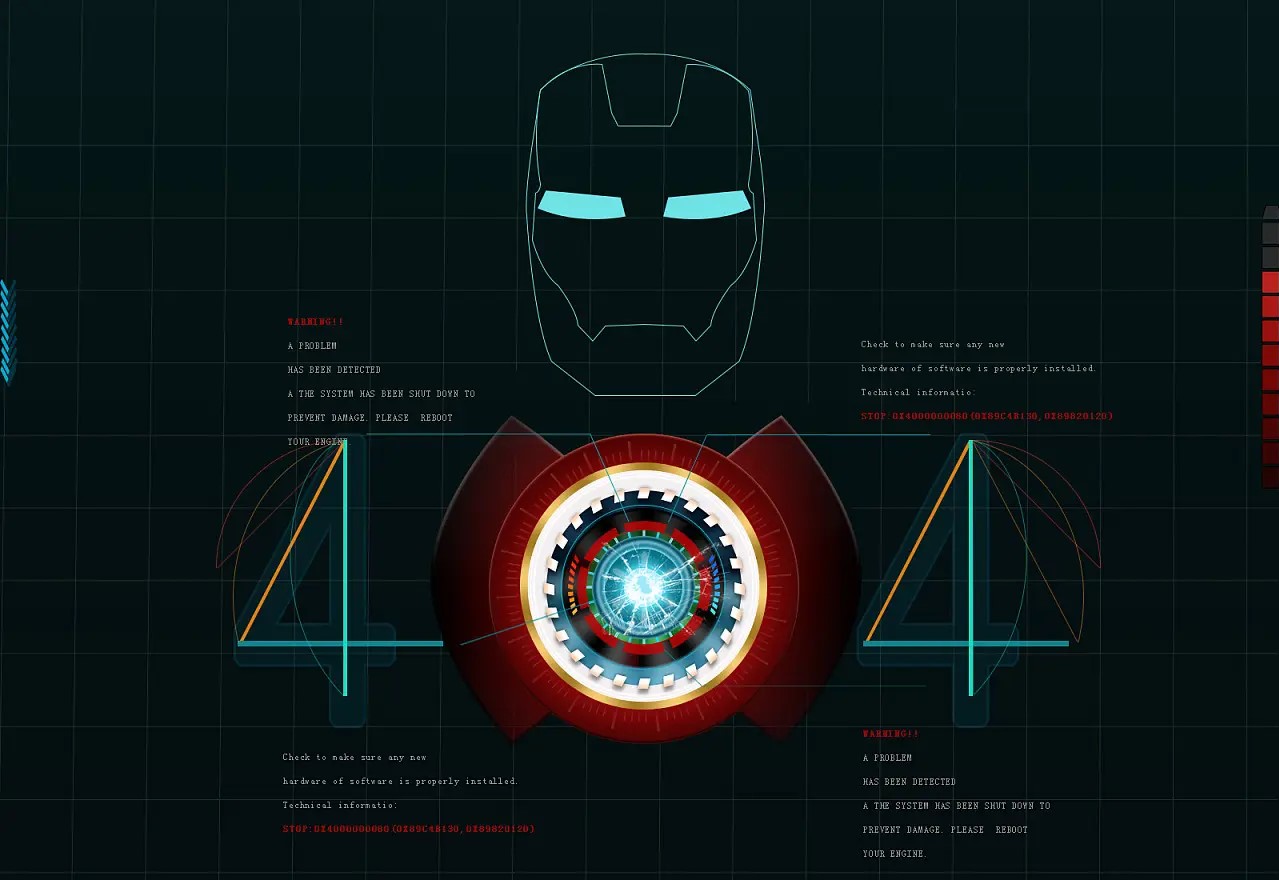 WARNING!!
A PROBLEM
HAS BEEN DETECTED
A THE SYSTEM HAS BEEN SHUT DOWN TO
PREVENT DAMAGE. PLEASE REBOOT
YOUR ENGINE
Check to make sure any new
hardware of software is properly installed.
Technical informatio:
STOP:0X4000000080(0X89C4B130,0X89820120)
4 4
Check to make sure any new
hardware of software is properly installed.
Technical informatio:
STOP:0X4000000080(0X89C4B130,0X89820120)
WARNING!!
A PROBLEM
HAS BEEN DETECTED
A THE SYSTEM HAS BEEN SHUT DOWN TO
PREVENT DAMAGE. PLEASE REBOOT
YOUR ENGINE.